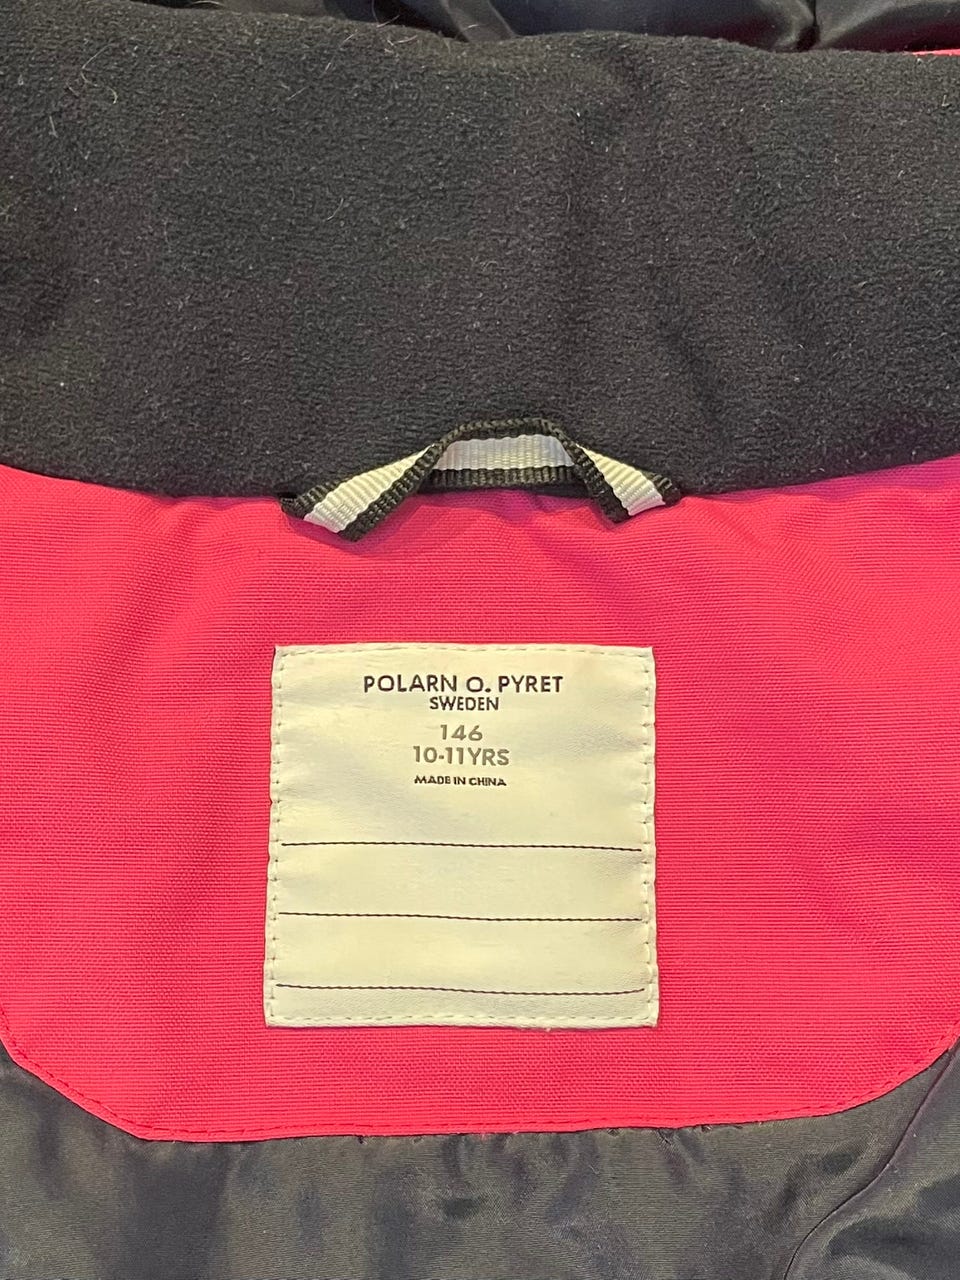 POLARN O. PYRET
SWEDEN
146
10-11YRS
MADE IN CHINA